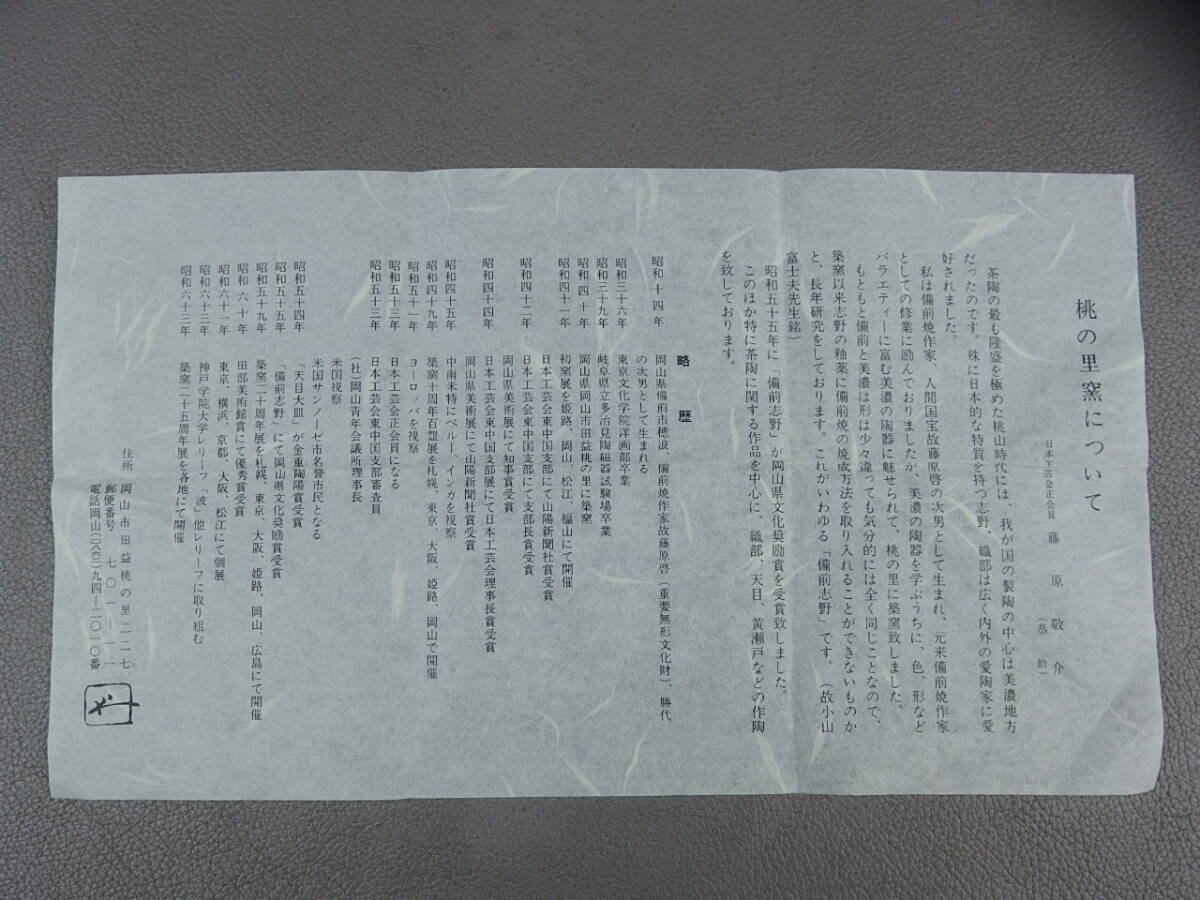 桃の里窯について
日本工芸会正会員 藤原敬介
(恭助)
茶陶の最も隆盛を極めた桃山時代には、我が国の製陶の中心は美濃地方
だったのです。殊に日本的な特質を持つ志野、織部は広く内外の愛陶家に愛
好されました。
私は備前焼作家、人間国宝故藤原啓の次男として生まれ、元来備前焼作家
としての修業に励んでおりましたが、美濃の陶器を学ぶうちに、色、形など
バラエティーに富む美濃の陶器に魅せられて、桃の里に築窯致しました。
もともと備前と美濃は形は少々違っても気分的には全く同じことなので、
築窯以来志野の釉薬に備前焼の焼成方法を取り入れることができないものか
と、長年研究をしております。これがいわゆる「備前志野」です。(故小山
富士夫先生銘)
昭和五十五年に「備前志野」が岡山県文化奨励賞を受賞致しました。
このほか特に茶陶に関する作品を中心に、織部、天目、黄瀬戸などの作陶
を致しております。
略歴
昭和十四年 岡山県備前市穂浪、備前焼作家故藤原啓(重要無形文化財)、勝代
の次男として生まれる
昭和三十六年 東京文化学院洋画部卒業
昭和三十九年 岐阜県立多治見陶磁器試験場卒業
昭和四十年 岡山県岡山市田益桃の里に築窯
昭和四十一年 初窯展を姫路、岡山、松江、福山にて開催
日本工芸会東中国支部にて山陽新聞社賞受賞
昭和四十二年 日本工芸会東中国支部にて支部長賞受賞
岡山県美術展にて知事賞受賞
昭和四十四年 日本工芸会東中国支部展にて日本工芸会理事長賞受賞
岡山県美術展にて山陽新聞社賞受賞
昭和四十五年 中南米特にペルー、インカを視察
昭和四十九年 築窯十周年百盌展を札幌、東京、大阪、姫路、岡山で開催
昭和五十一年 ヨーロッパを視察
昭和五十三年 日本工芸会正会員になる
昭和五十三年 日本工芸会東中国支部審査員
(社)岡山青年会議所理事長
米国視察
米国サンノーゼ市名誉市民となる
昭和五十四年 「天目大皿」が金重陶陽賞受賞
昭和五十五年 「備前志野」にて岡山県文化奨励賞受賞
昭和五十九年 築窯二十周年展を札幌、東京、大阪、姫路、岡山、広島にて開催
昭和六十年 田部美術館賞にて優秀賞受賞
昭和六十一年 東京、横浜、京都、大阪、松江にて個展
昭和六十三年 神戸学院大学レリーフ「波」他レリーフに取り組む
昭和六十三年 築窯二十五周年展を各地にて開催
住所 岡山市田益桃の里二二七
郵便番号 七〇一―一一
電話岡山(〇八六二)九四―二〇一〇番